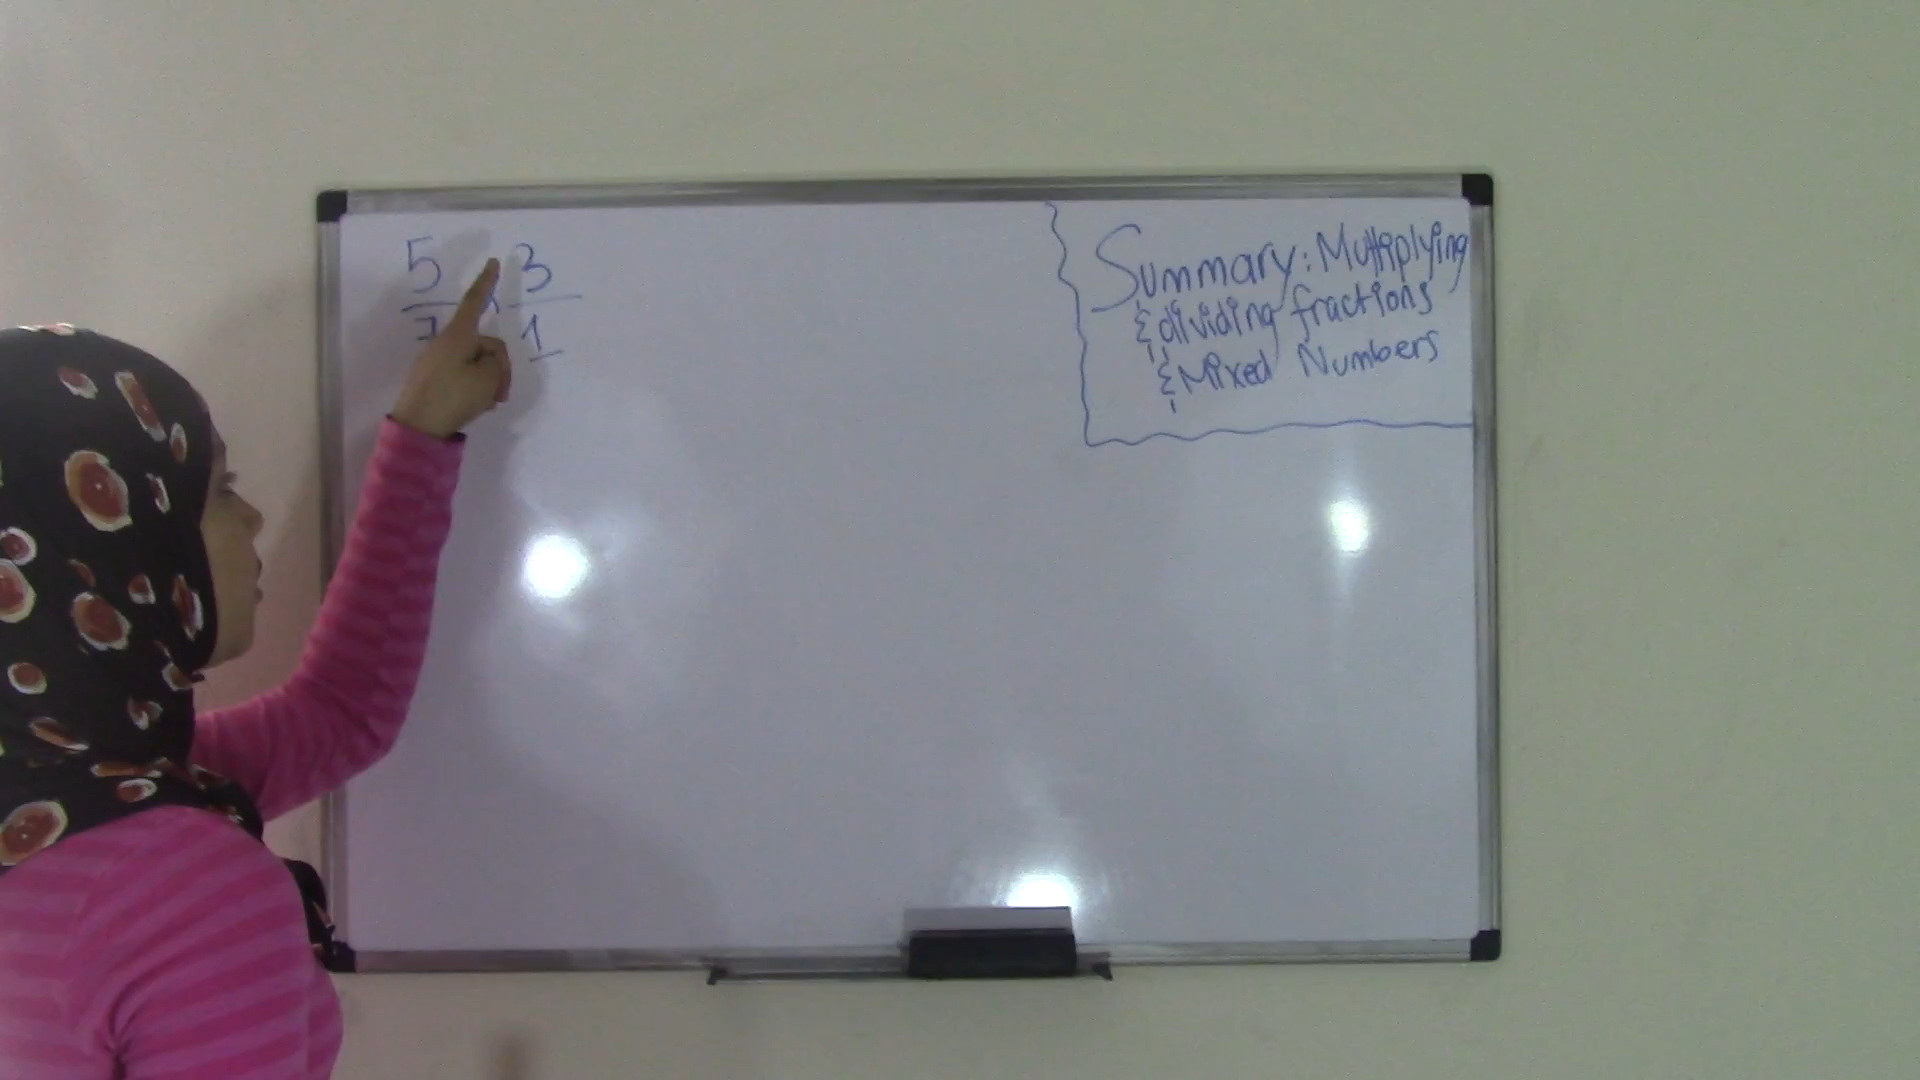 5 3
7 1
Summary: Multiplying
& dividing fractions
& Mixed Numbers